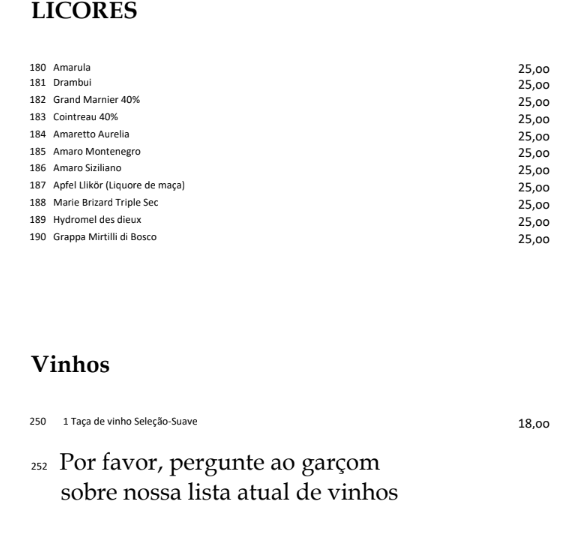 LICORES
180 Amarula 25,00
181 Drambui 25,00
182 Grand Marnier 40% 25,00
183 Cointreau 40% 25,00
184 Amaretto Aurelia 25,00
185 Amaro Montenegro 25,00
186 Amaro Siziliano 25,00
187 Apfel Llikör (Liquore de maça) 25,00
188 Marie Brizard Triple Sec 25,00
189 Hydromel des dieux 25,00
190 Grappa Mirtilli di Bosco 25,00
Vinhos
250 1 Taça de vinho Seleção-Suave 18,00
252 Por favor, pergunte ao garçom
sobre nossa lista atual de vinhos